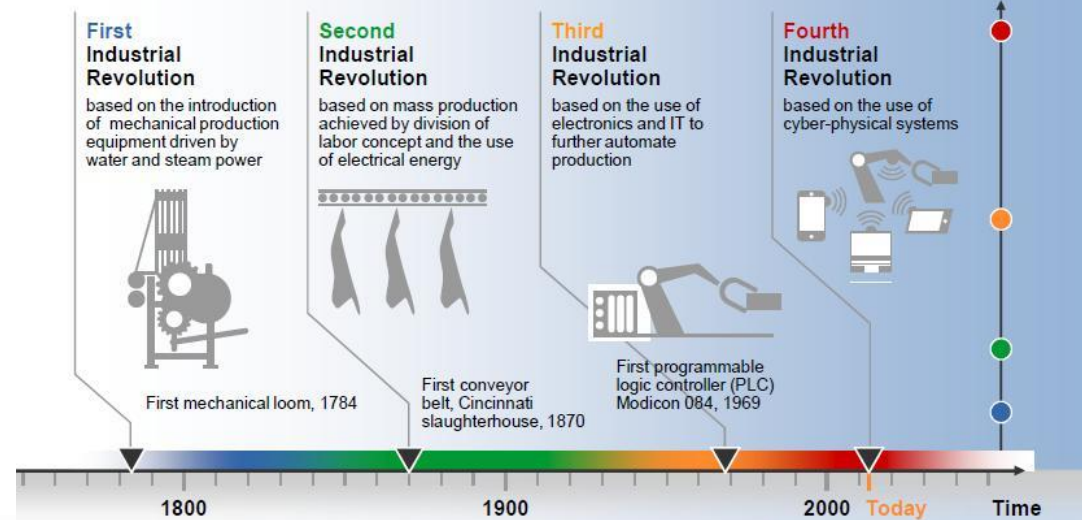 First
Industrial
Revolution
based on the introduction
of mechanical production
equipment driven by
water and steam power
First mechanical loom, 1784
Second
Industrial
Revolution
based on mass production
achieved by division of
labor concept and the use
of electrical energy
First conveyor
belt, Cincinnati
slaughterhouse, 1870
Third
Industrial
Revolution
based on the use of
electronics and IT to
further automate
production
First programmable
logic controller (PLC)
Modicon 084, 1969
Fourth
Industrial
Revolution
based on the use of
cyber-physical systems
1800
1900
2000
Today
Time